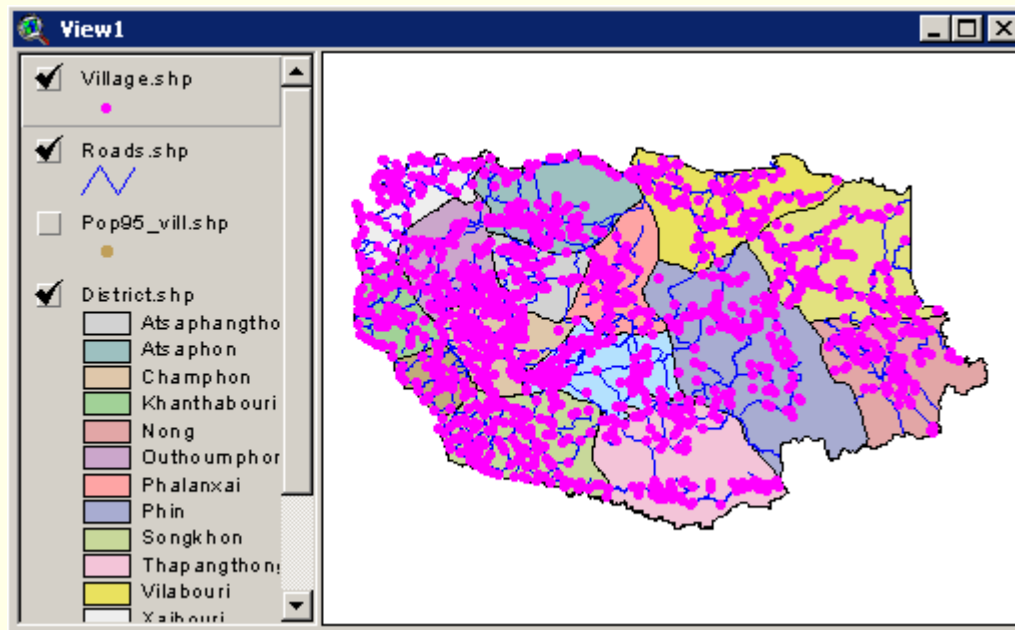 View1
Village.shp
Roads.shp
Pop95_vill.shp
District.shp
Atsaphangtho
Atsaphon
Champhon
Khanthabouri
Nong
Outhoumphor
Phalanxai
Phin
Songkhon
Thapangthong
Vilabouri
Xaibouri